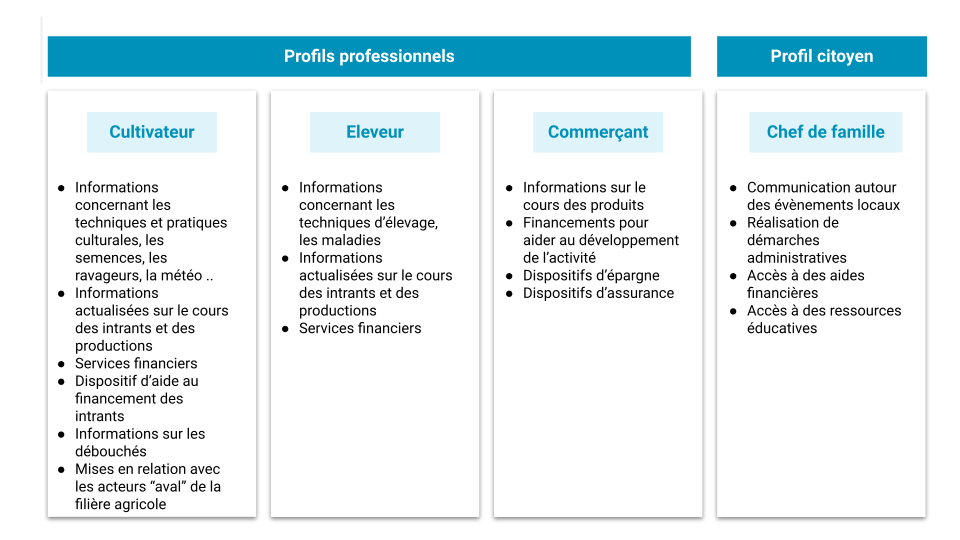 Profils professionnels
Profil citoyen
Cultivateur
● Informations
concernant les
techniques et pratiques
culturales, les
semences, les
ravageurs, la météo ..
● Informations
actualisées sur le cours
des intrants et des
productions
● Services financiers
● Dispositif d’aide au
financement des
intrants
● Informations sur les
débouchés
● Mises en relation avec
les acteurs “aval” de la
filière agricole
Eleveur
● Informations
concernant les
techniques d’élevage,
les maladies
● Informations
actualisées sur le cours
des intrants et des
productions
● Services financiers
Commerçant
● Informations sur le
cours des produits
● Financements pour
aider au développement
de l’activité
● Dispositifs d’épargne
● Dispositifs d’assurance
Chef de famille
● Communication autour
des évènements locaux
● Réalisation de
démarches
administratives
● Accès à des aides
financières
● Accès à des ressources
éducatives